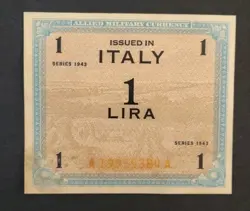 ALLIED MILITARY CURRENCY
1 ISSUED IN 1
ITALY
SERIES 1943
1
LIRA
SERIES 1943
1 1